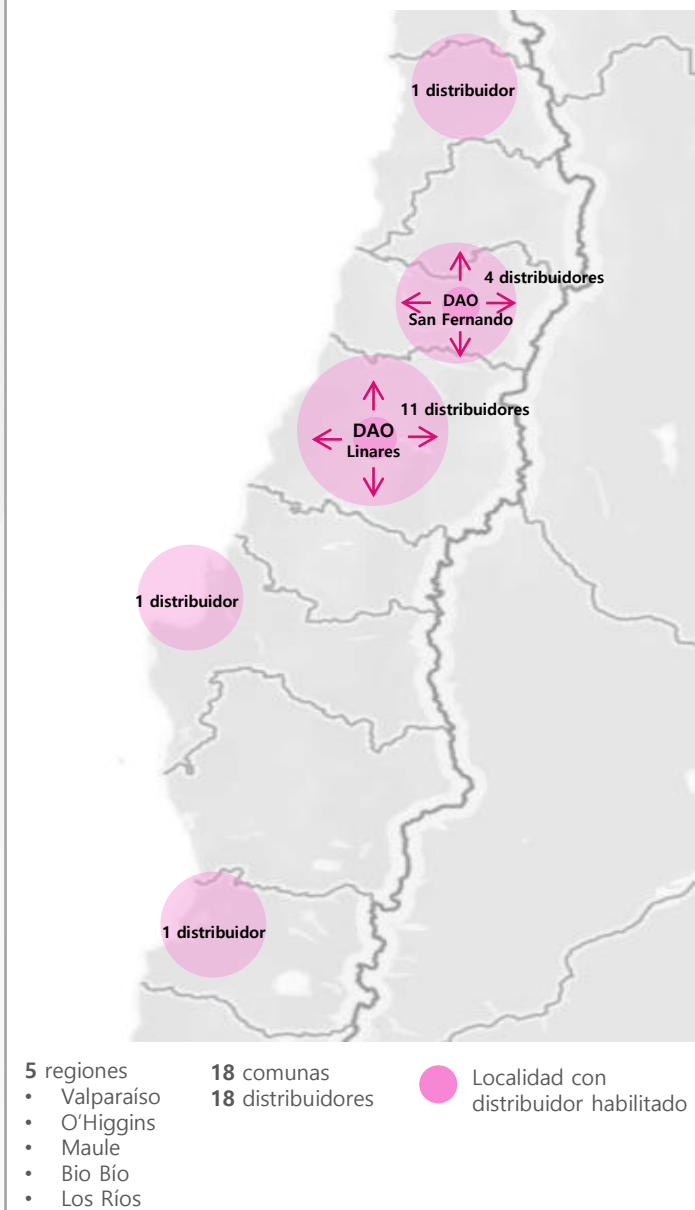 1 distribuidor
4 distribuidores
DAO
San Fernando
11 distribuidores
DAO
Linares
1 distribuidor
1 distribuidor
5 regiones
• Valparaíso
• O'Higgins
• Maule
• Bio Bío
• Los Ríos
18 comunas
18 distribuidores
Localidad con
distribuidor habilitado